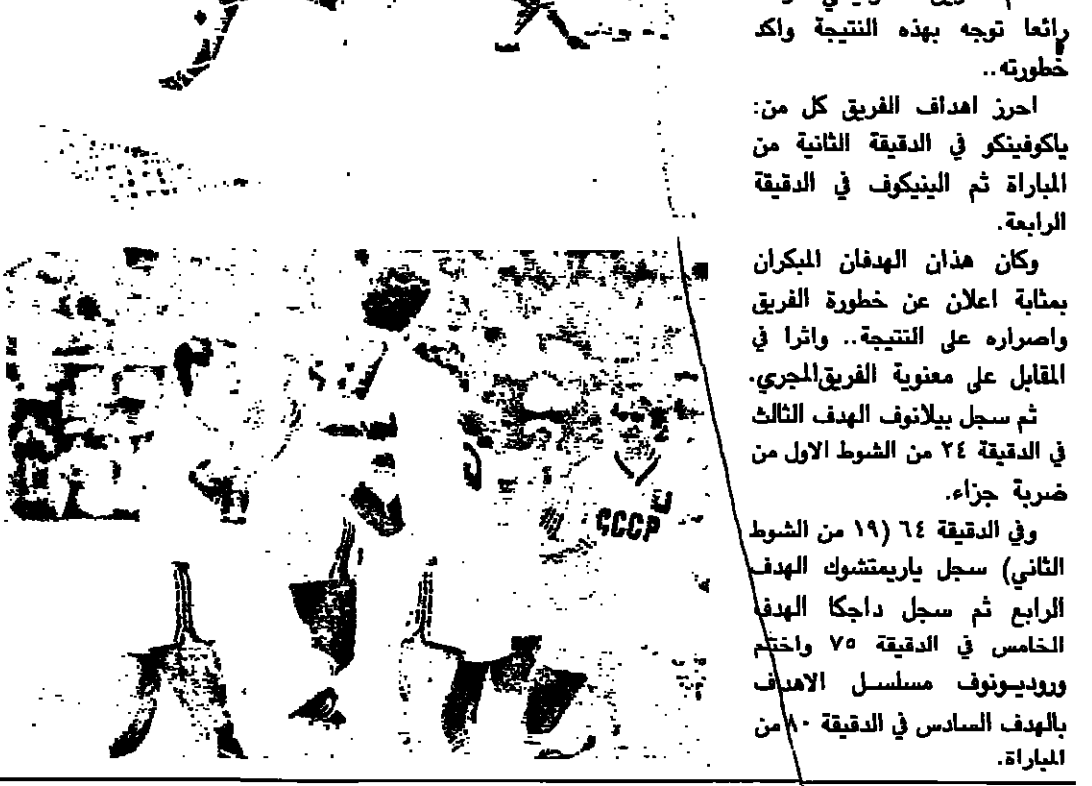 رائعا توجه بهذه النتيجة واكد
خطورته..
احرز اهداف الفريق كل من:
ياكوفينكو في الدقيقة الثانية من
المباراة ثم الينيكوف في الدقيقة
الرابعة.
وكان هذان الهدفان المبكران
بمثابة اعلان عن خطورة الفريق
واصراره على النتيجة.. واثرا في
المقابل على معنوية الفريق المجري.
ثم سجل بيلانوف الهدف الثالث
في الدقيقة ٢٤ من الشوط الاول من
ضربة جزاء.
وفي الدقيقة ٦٤ (١٩ من الشوط
الثاني) سجل ياريمتشوك الهدف
الرابع ثم سجل داجكا الهدف
الخامس في الدقيقة ٧٥ واختتم
وروديونوف مسلسل الاهداف
بالهدف السادس في الدقيقة ٨٠ من
المباراة.
CCCP